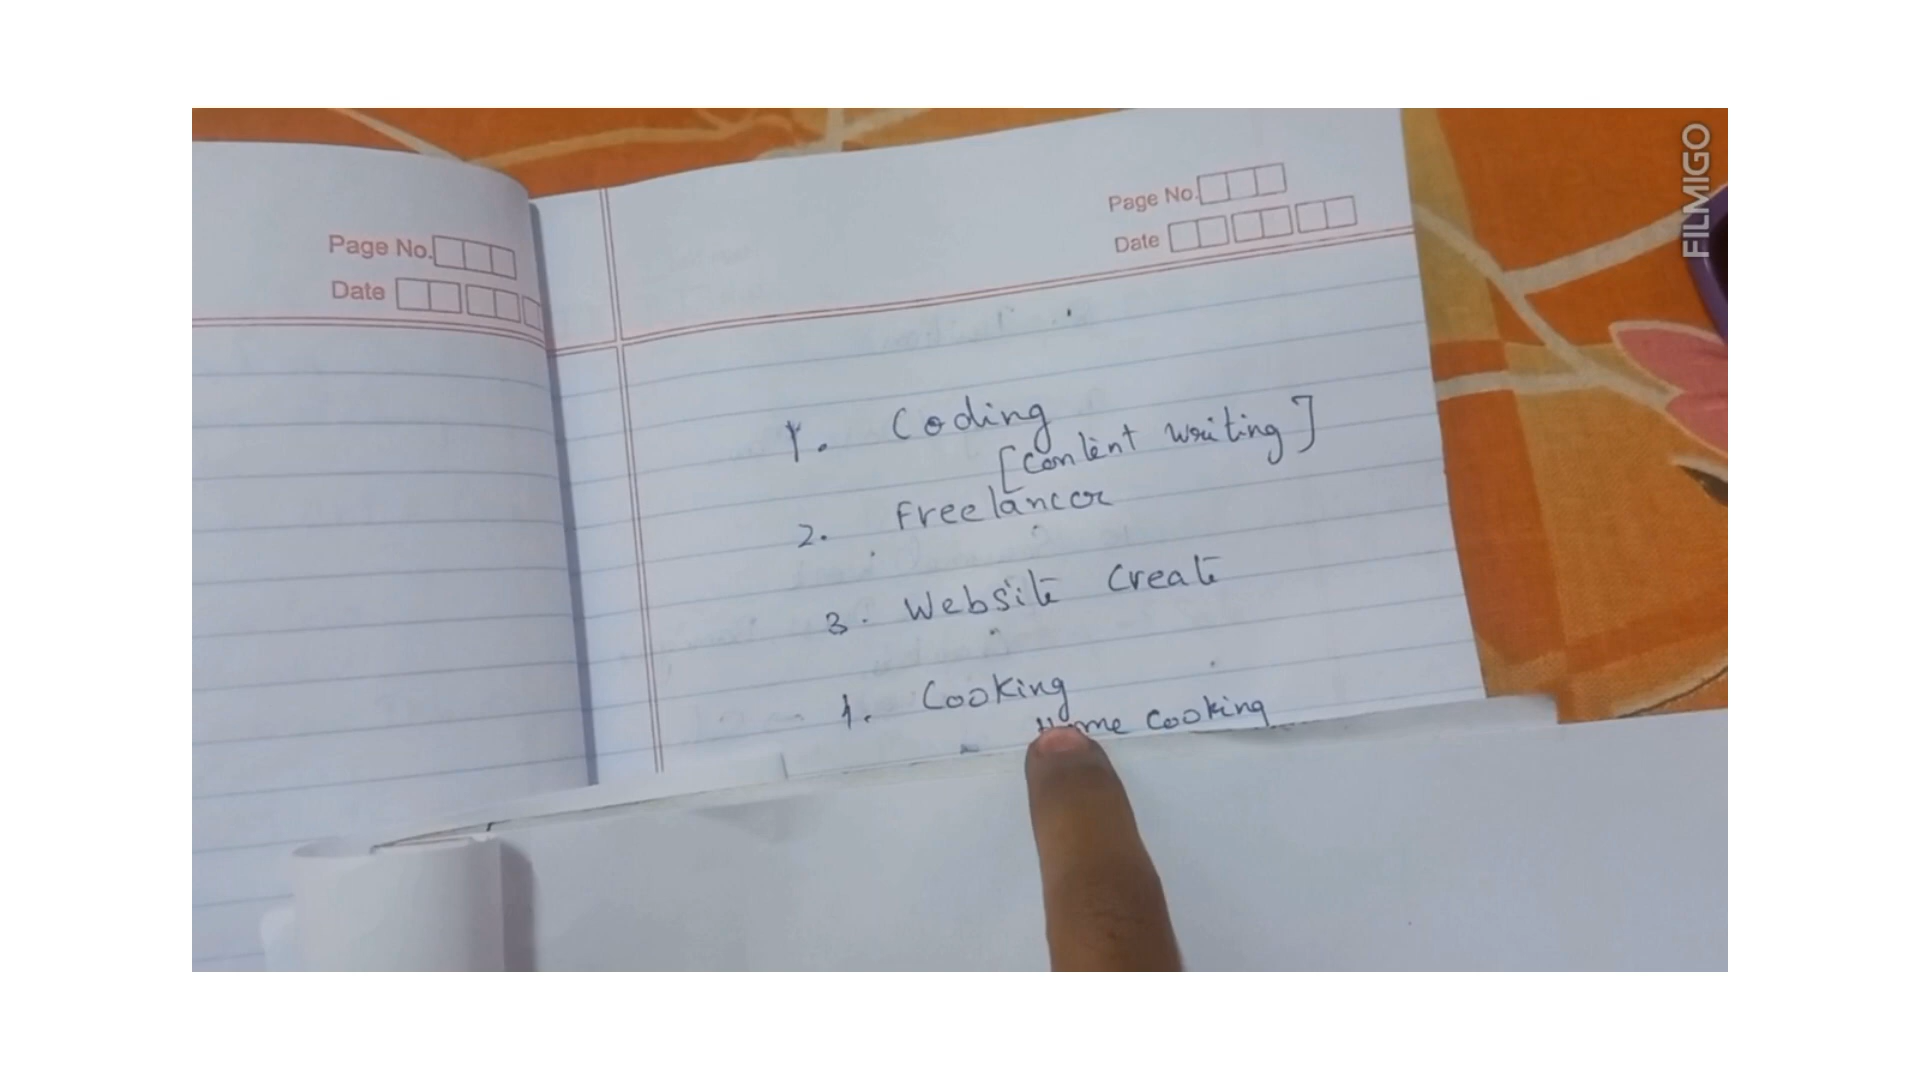 Page No.
Date
Page No.
Date
1. Coding
[Content writing]
2. Freelancer
3. Website Create
1. Cooking
Home Cooking
FILMIGO